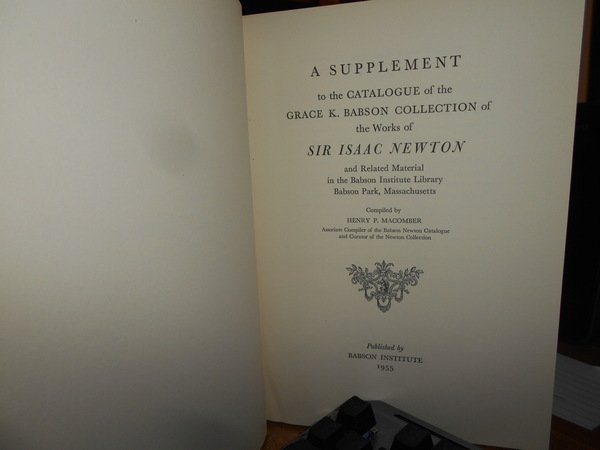 A SUPPLEMENT
to the CATALOGUE of the
GRACE K. BABSON COLLECTION of
the Works of
SIR ISAAC NEWTON
and Related Material
in the Babson Institute Library
Babson Park, Massachusetts
Compiled by
HENRY P. MACOMBER
Associate Compiler of the Babson Newton Catalogue
and Curator of the Newton Collection
Published by
BABSON INSTITUTE
1955